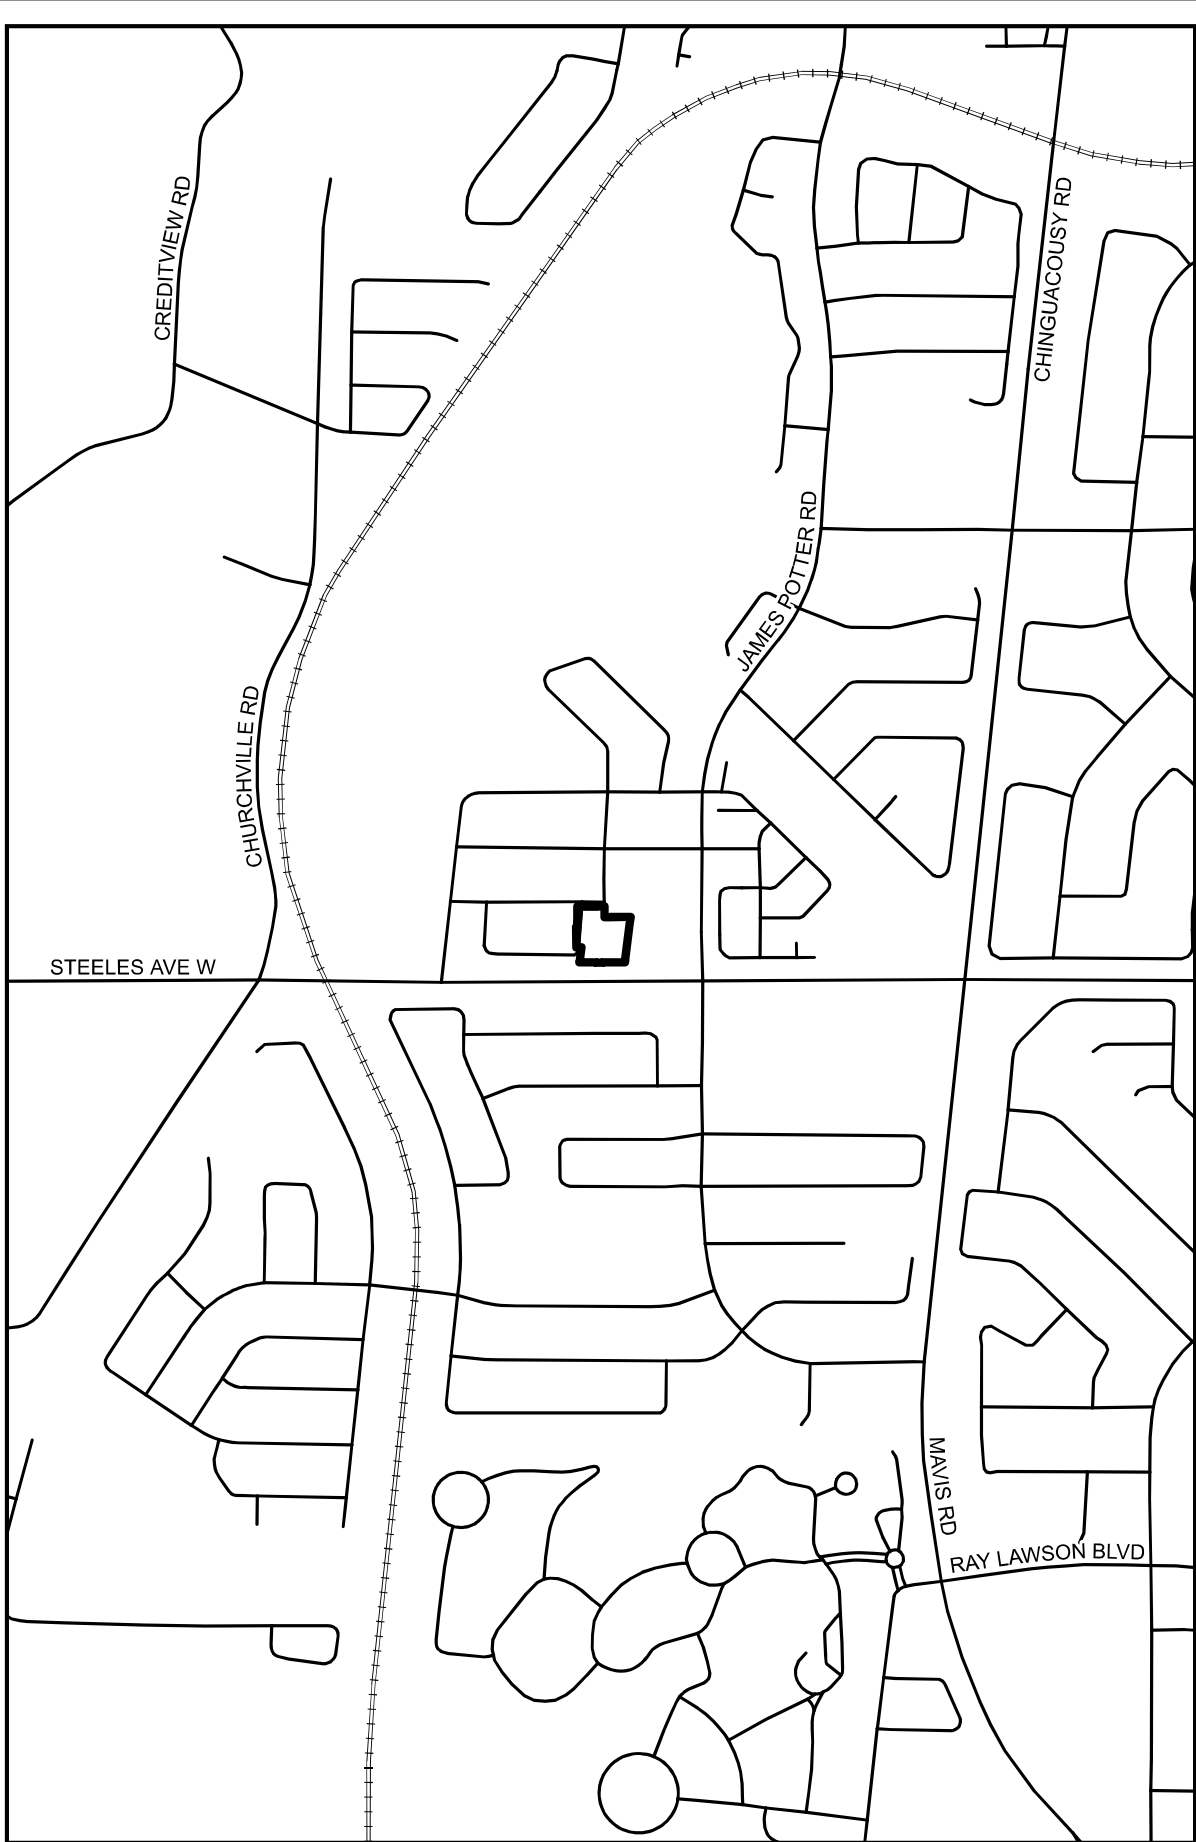 CREDITVIEW RD
CHINGUACOUSY RD
JAMES POTTER RD
CHURCHVILLE RD
STEELES AVE W
MAVIS RD
RAY LAWSON BLVD